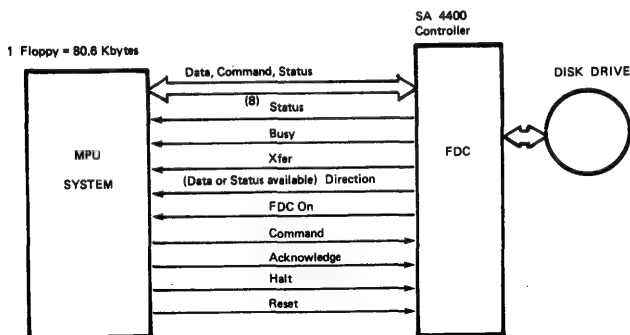 SA 4400
Controller
1 Floppy = 80.6 Kbytes
Data, Command, Status
(8)
DISK DRIVE
Status
Busy
MPU
SYSTEM
FDC
Xfer
(Data or Status available) Direction
FDC On
Command
Acknowledge
Halt
Reset